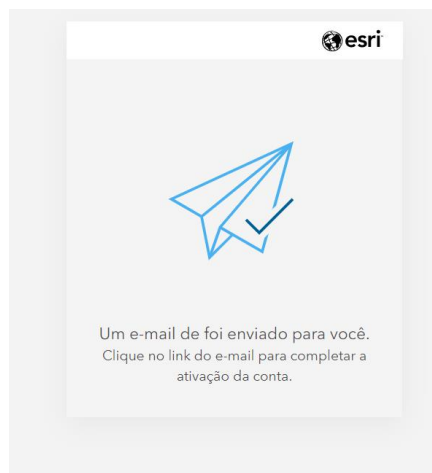 esri
Um e-mail de foi enviado para você.
Clique no link do e-mail para completar a
ativação da conta.